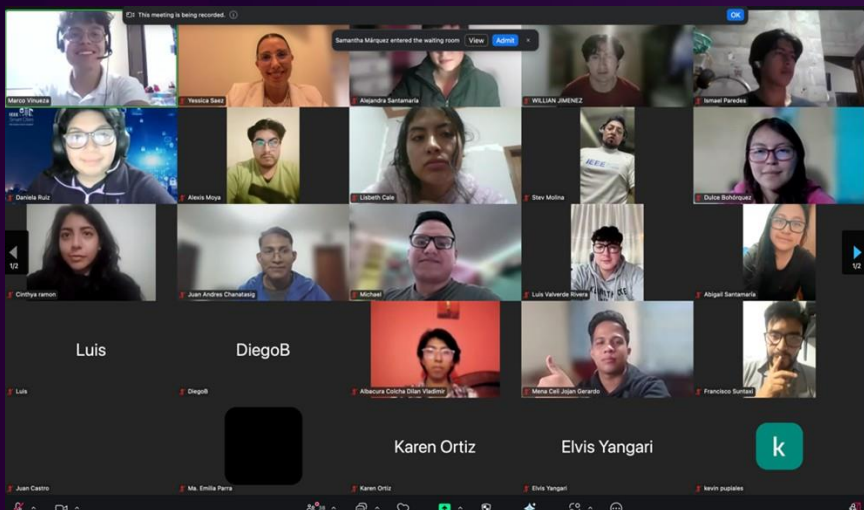 This meeting is being recorded.
OK
Samantha Márquez entered the waiting room
View
Admit
Marco Vinueza
Yessica Saez
Alejandra Santamaría
WILLIAN JIMENEZ
Ismael Paredes
IEEE
Daniela Ruiz
Alexis Moya
Lisbeth Cale
IEEE
Stev Molina
Dulce Bohórquez
1/2
1/2
Cinthya ramon
Juan Andres Chanatasig
Michael
Luis Valverde Rivera
Abigail Santamaría
Luis
DiegoB
Luis
DiegoB
Albacura Colcha Dilan Vladimir
Mena Celi Jojan Gerardo
Francisco Suntaxi
Karen Ortiz
Elvis Yangari
k
Juan Castro
Ma. Emilia Parra
Karen Ortiz
Elvis Yangari
kevin pupiales